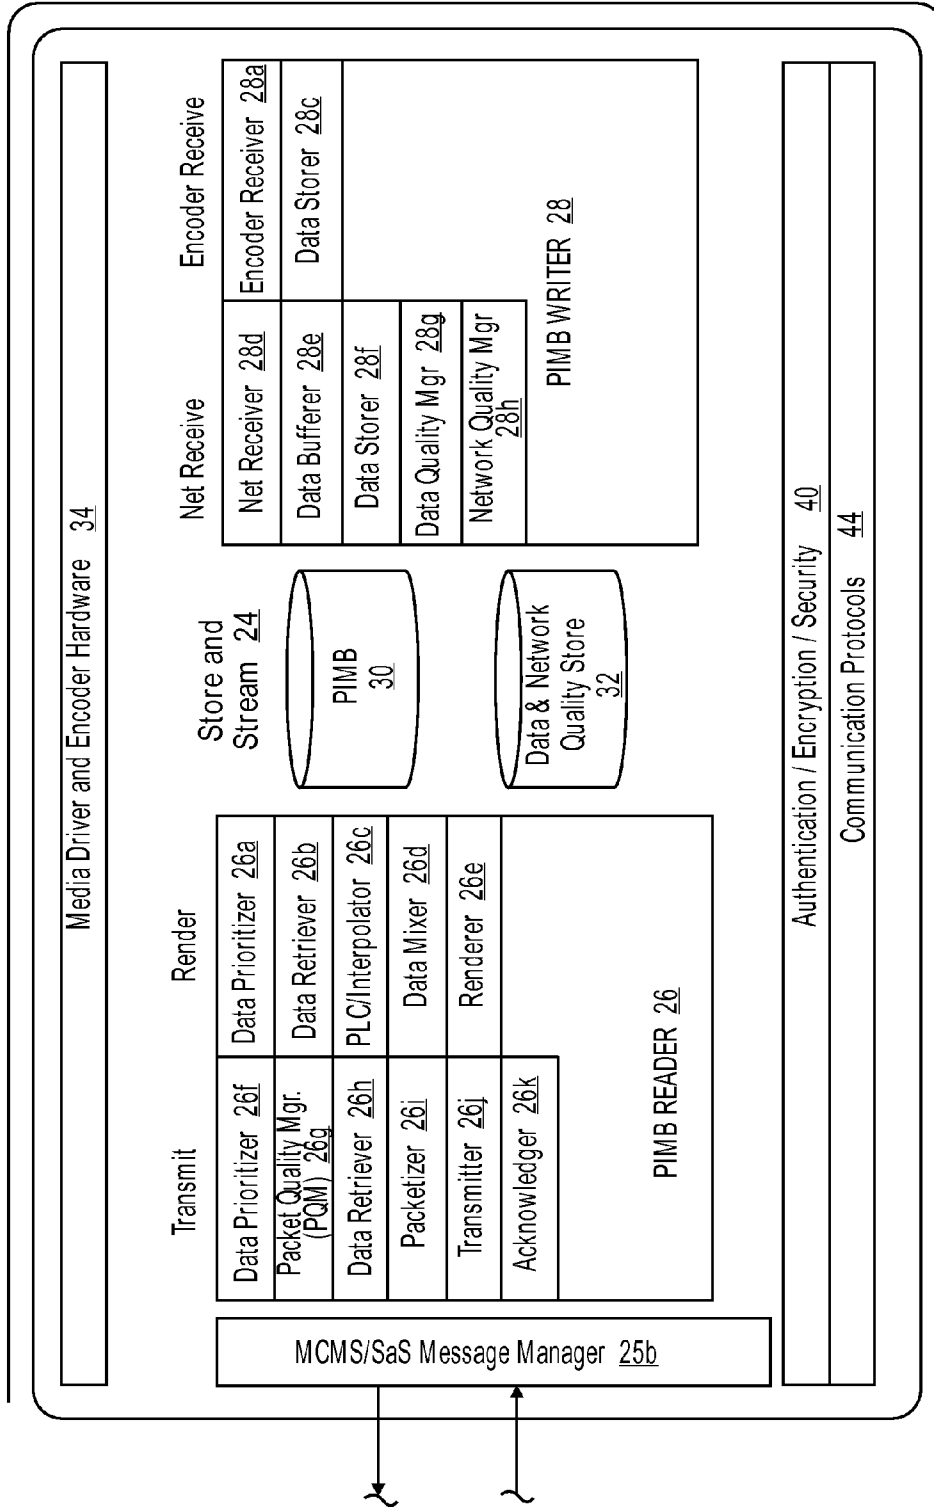 Media Driver and Encoder Hardware 34
Transmit
Render
Store and
Stream 24
Net Receive
Encoder Receive
MCMS/SaS Message Manager 25b
Data Prioritizer 26f
Packet Quality Mgr.
(PQM) 26g
Data Retriever 26h
Packetizer 26i
Transmitter 26j
Acknowledger 26k
Data Prioritizer 26a
Data Retriever 26b
PLC/Interpolator 26c
Data Mixer 26d
Renderer 26e
PIMB READER 26
PIMB
30
Data & Network
Quality Store
32
Net Receiver 28d
Data Bufferer 28e
Data Storer 28f
Data Quality Mgr 28g
Network Quality Mgr
28h
Encoder Receiver 28a
Data Storer 28c
PIMB WRITER 28
Authentication / Encryption / Security 40
Communication Protocols 44